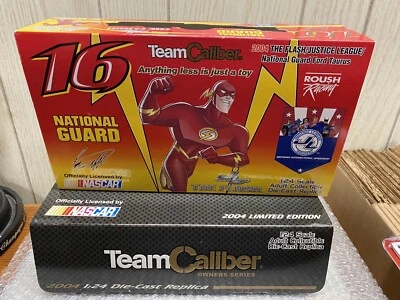 16
TeamCaliber
Anything less is just a toy
2004 THE FLASH/JUSTICE LEAGUE/
National Guard Ford Taurus
ROUSH
Racing
NATIONAL
GUARD
Officially Licensed by
NASCAR
1:24 Scale
Adult Collectible
Die-Cast Replica
Officially Licensed by
NASCAR
2004 LIMITED EDITION
TeamCaliber
OWNERS SERIES
1:24 Scale
Adult Collectible
Die-Cast Replica
2004 1:24 Die-Cast Replica